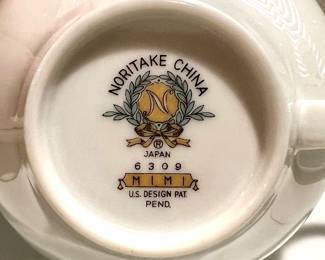 NORITAKE CHINA
N
®
JAPAN
6309
MIMI
U.S. DESIGN PAT.
PEND.